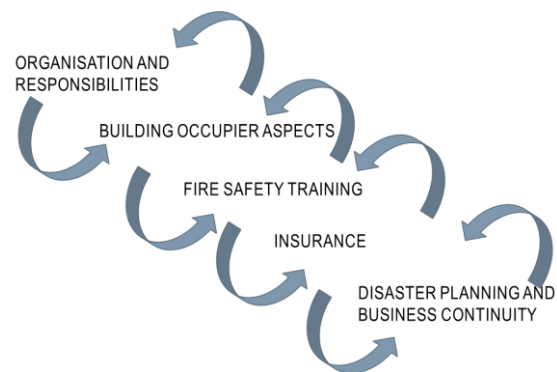 ORGANISATION AND
RESPONSIBILITIES
BUILDING OCCUPIER ASPECTS
FIRE SAFETY TRAINING
INSURANCE
DISASTER PLANNING AND
BUSINESS CONTINUITY